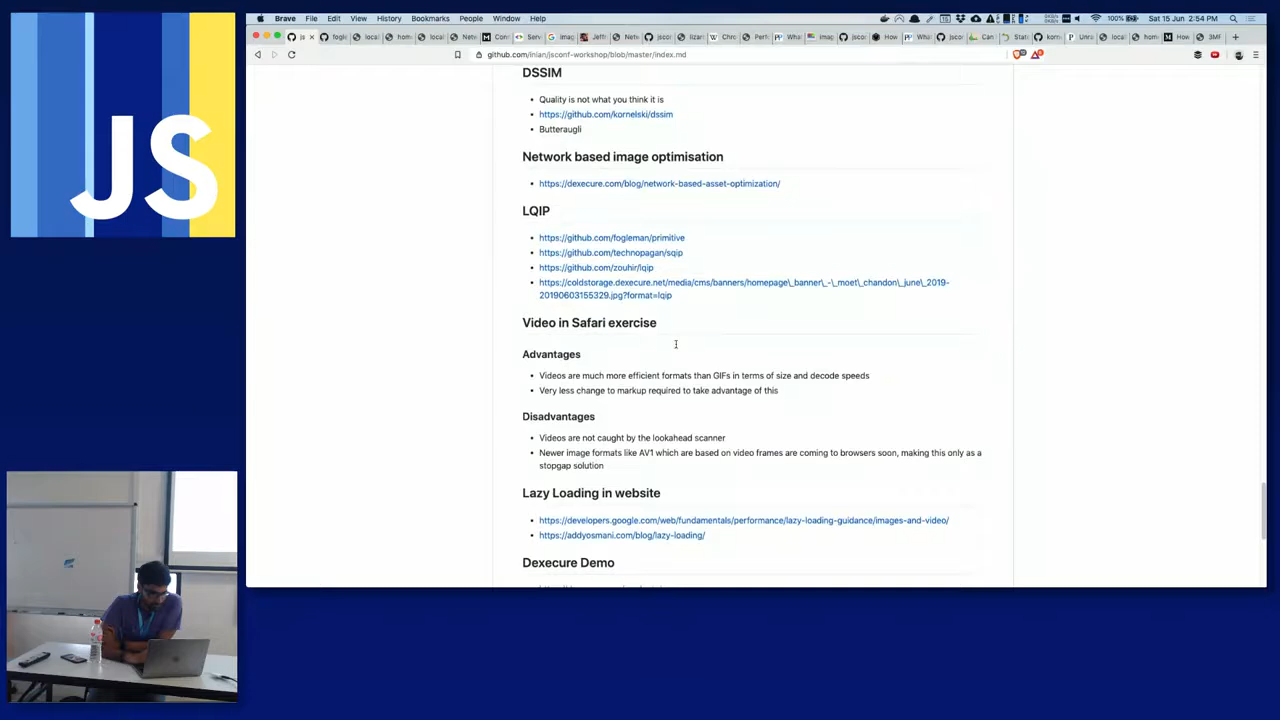 JS
Brave File Edit View History Bookmarks People Window Help
100% Sat 15 Jun 2:54 PM
github.com/inian/jsconf-workshop/blob/master/index.md
DSSIM
• Quality is not what you think it is
• https://github.com/kornelski/dssim
• Butteraugli
Network based image optimisation
• https://dexecure.com/blog/network-based-asset-optimization/
LQIP
• https://github.com/fogleman/primitive
• https://github.com/technopagan/sqip
• https://github.com/zouhir/lqip
• https://coldstorage.dexecure.net/media/cms/banners/homepage\_banner\_-\_moet\_chandon\_june\_2019-
20190603155329.jpg?format=lqip
Video in Safari exercise
Advantages
• Videos are much more efficient formats than GIFs in terms of size and decode speeds
• Very less change to markup required to take advantage of this
Disadvantages
• Videos are not caught by the lookahead scanner
• Newer image formats like AV1 which are based on video frames are coming to browsers soon, making this only as a
stopgap solution
Lazy Loading in website
• https://developers.google.com/web/fundamentals/performance/lazy-loading-guidance/images-and-video/
• https://addyosmani.com/blog/lazy-loading/
Dexecure Demo